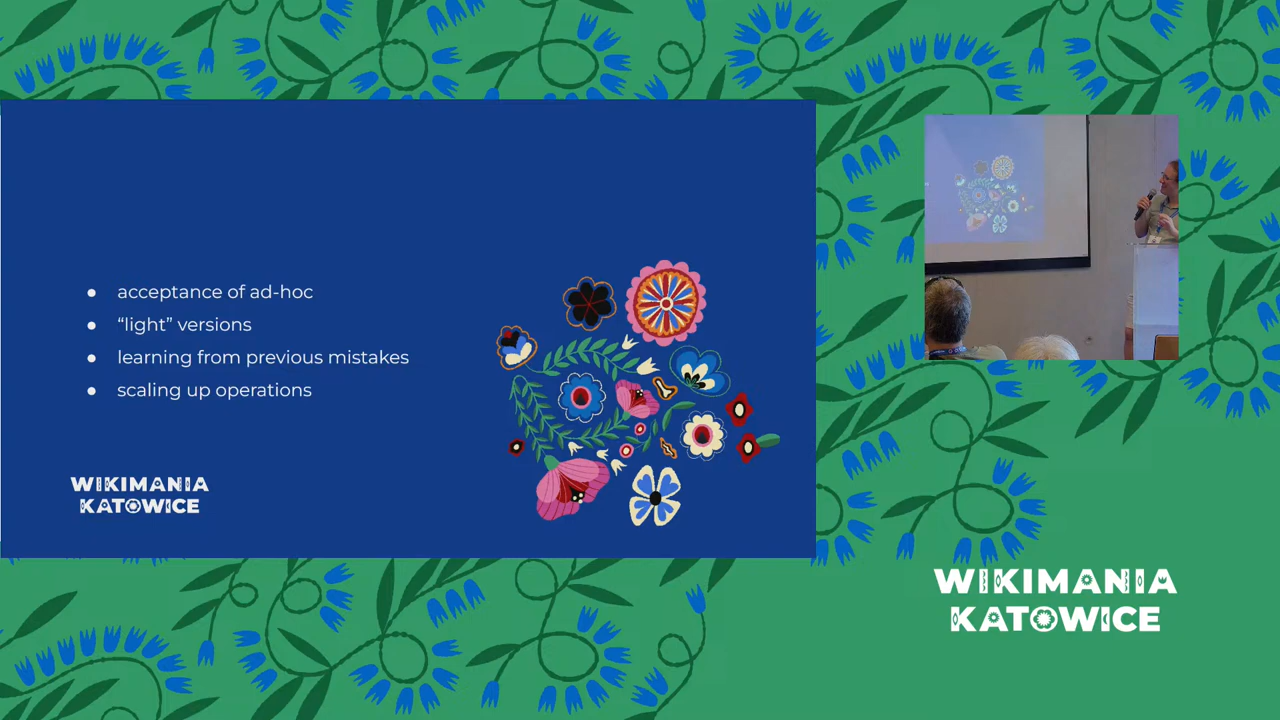 ● acceptance of ad-hoc
● “light” versions
● learning from previous mistakes
● scaling up operations
WIKIMANIA
KATOWICE
WIKIMANIA
KATOWICE